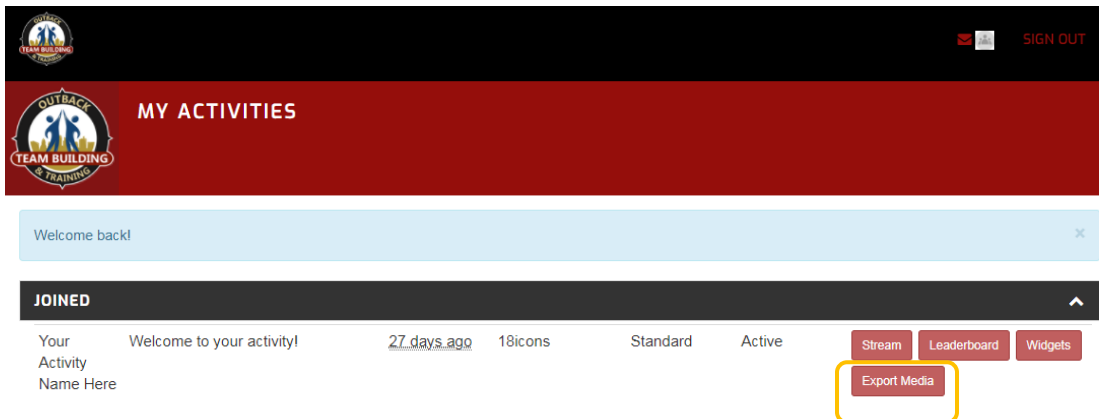 OUTBACK
TEAM BUILDING
& TRAINING
SIGN OUT
OUTBACK
TEAM BUILDING
& TRAINING
MY ACTIVITIES
Welcome back!
×
JOINED
Your Activity Name Here
Welcome to your activity!
27 days ago
18icons
Standard
Active
Stream
Leaderboard
Widgets
Export Media